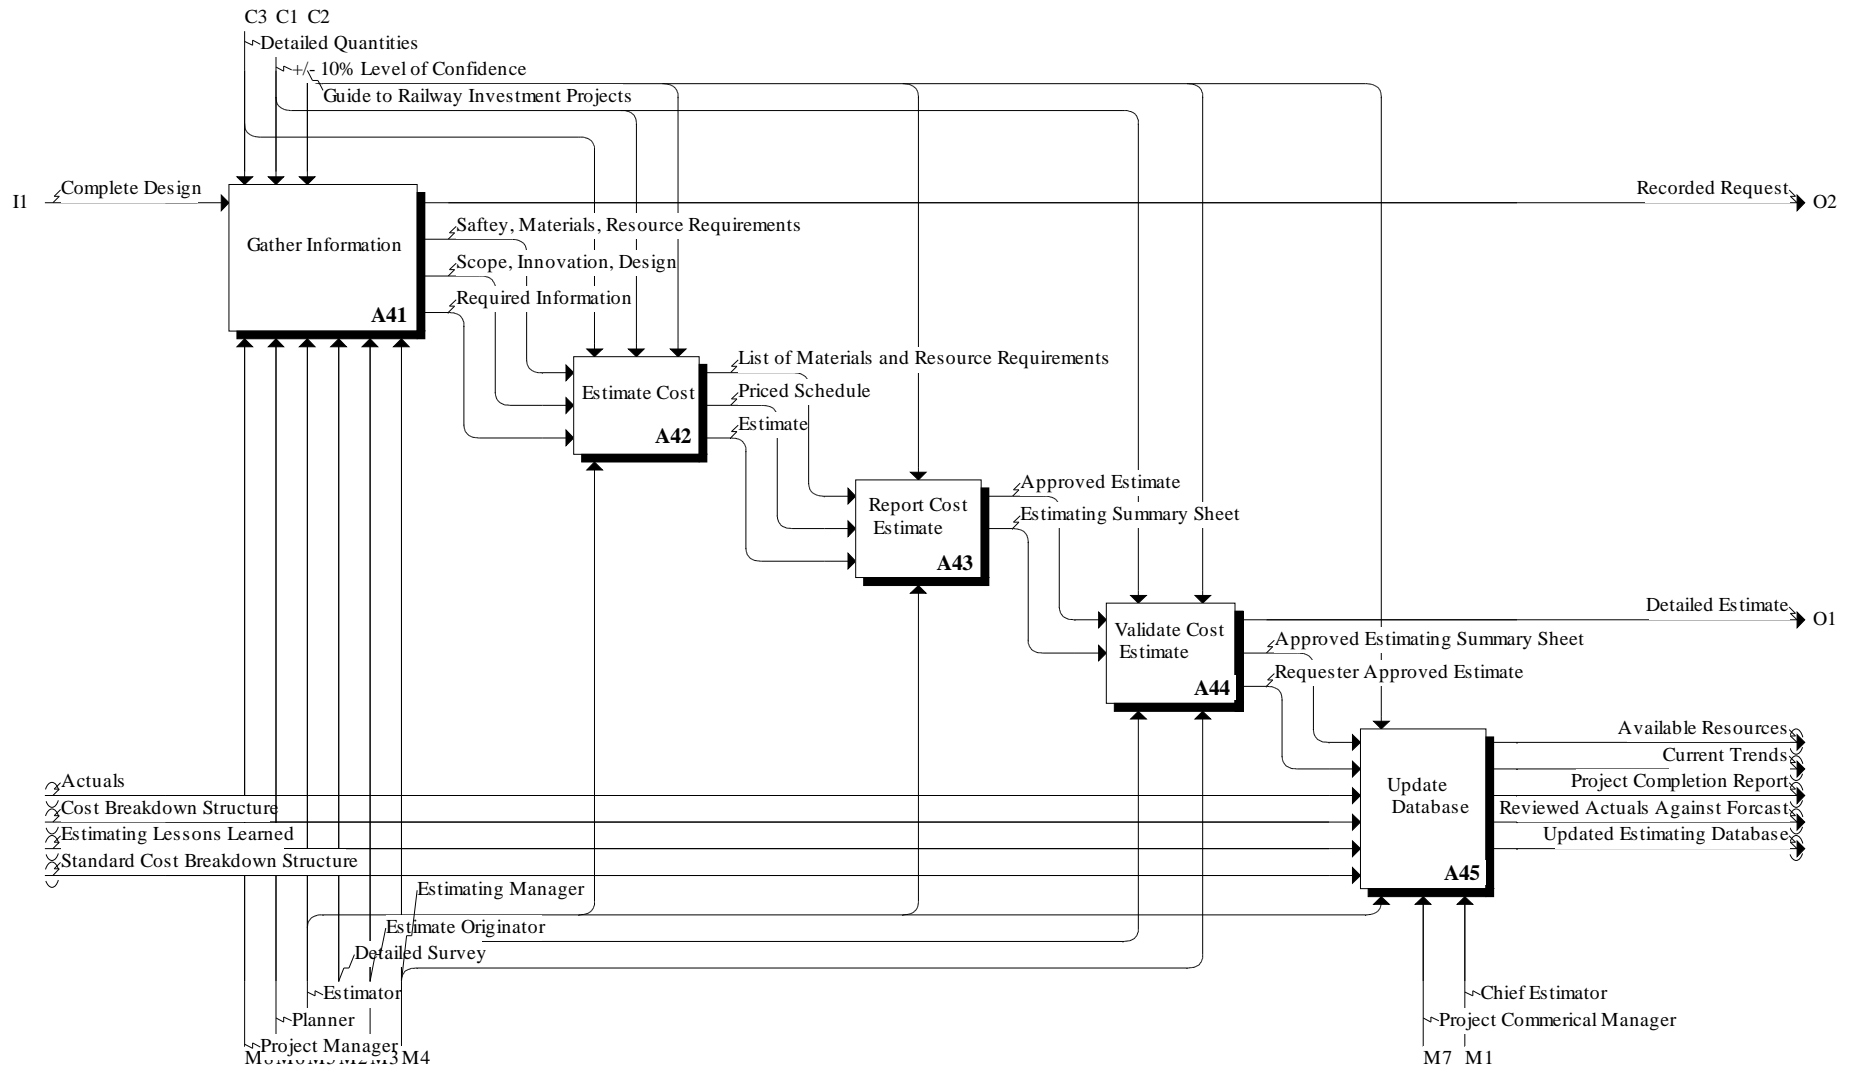 C3 C1 C2
Detailed Quantities
+/- 10% Level of Confidence
Guide to Railway Investment Projects
I1
Complete Design
Recorded Request
O2
Gather Information
A41
Saftey, Materials, Resource Requirements
Scope, Innovation, Design
Required Information
Estimate Cost
A42
List of Materials and Resource Requirements
Priced Schedule
Estimate
Report Cost
Estimate
A43
Approved Estimate
Estimating Summary Sheet
Validate Cost
Estimate
A44
Detailed Estimate
O1
Approved Estimating Summary Sheet
Requester Approved Estimate
Update
Database
A45
Available Resources
Current Trends
Project Completion Report
Reviewed Actuals Against Forcast
Updated Estimating Database
Actuals
Cost Breakdown Structure
Estimating Lessons Learned
Standard Cost Breakdown Structure
Estimating Manager
Estimate Originator
Detailed Survey
Estimator
Planner
Project Manager
Chief Estimator
Project Commerical Manager
M4
M7 M1